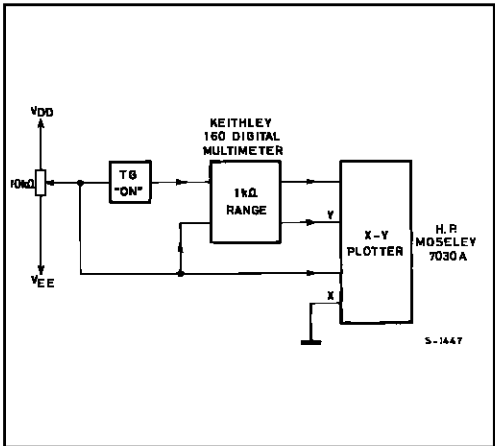 VDD
10kΩ
VEE
TG
"ON"
KEITHLEY
160 DIGITAL
MULTIMETER
1kΩ
RANGE
Y
X
X-Y
PLOTTER
H.P.
MOSELEY
7030A
S-1447